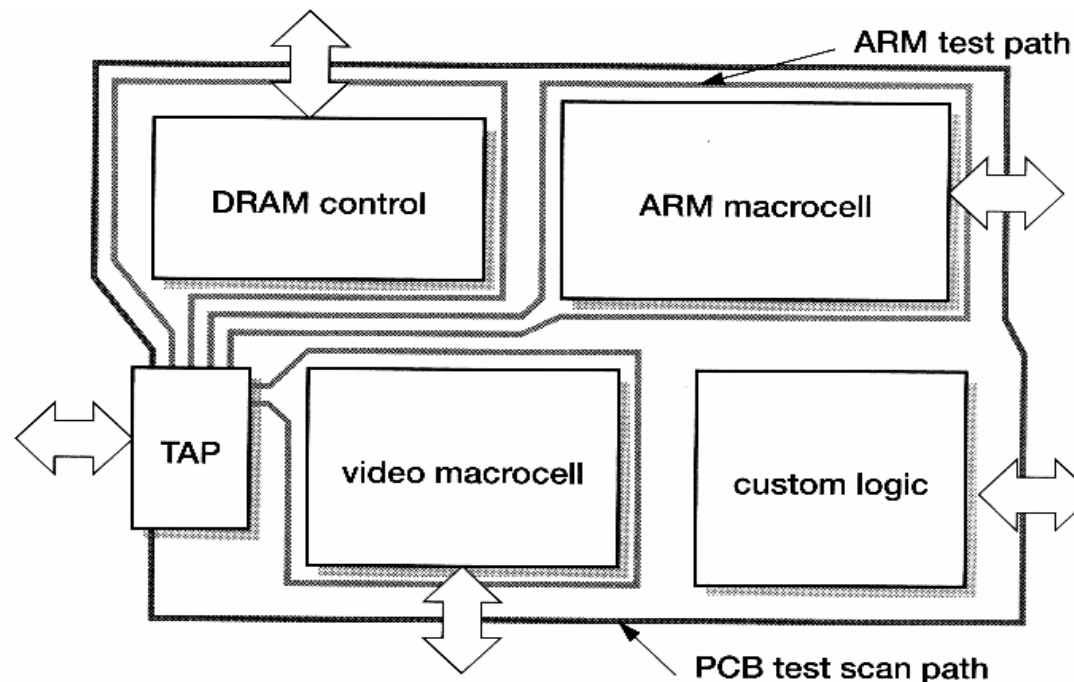 ARM test path
DRAM control
ARM macrocell
TAP
video macrocell
custom logic
PCB test scan path